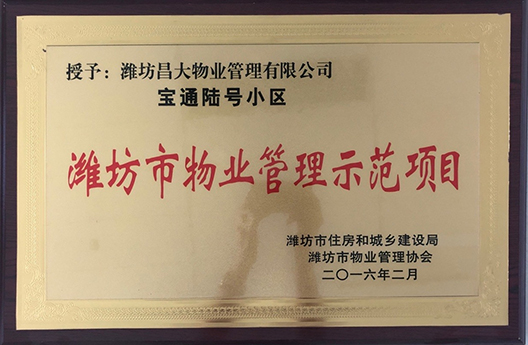 授予：潍坊昌大物业管理有限公司
宝通陆号小区
潍坊市物业管理示范项目
潍坊市住房和城乡建设局
潍坊市物业管理协会
二〇一六年二月